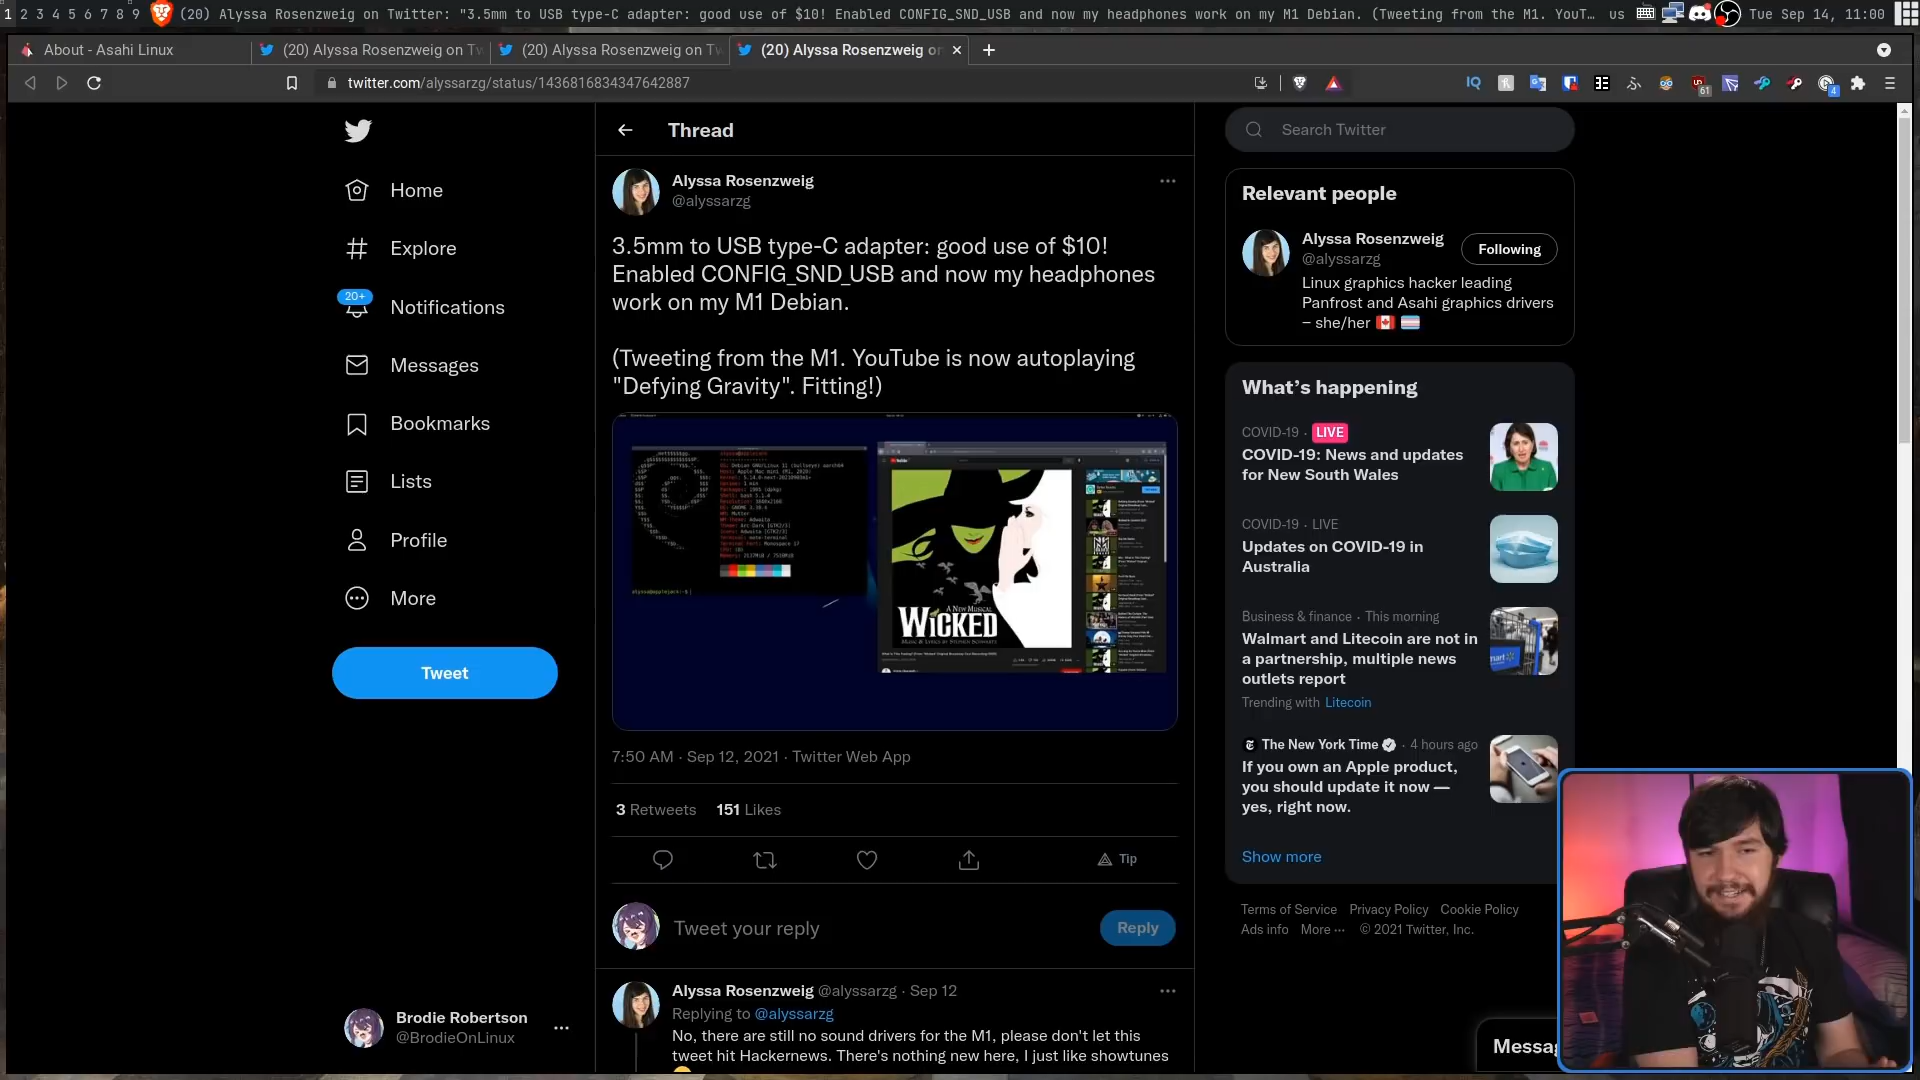 1 2 3 4 5 6 7 8 9 (20) Alyssa Rosenzweig on Twitter: "3.5mm to USB type-C adapter: good use of $10! Enabled CONFIG_SND_USB and now my headphones work on my M1 Debian. (Tweeting from the M1. YouT… us Tue Sep 14, 11:00
About - Asahi Linux (20) Alyssa Rosenzweig on Tw (20) Alyssa Rosenzweig on Tw (20) Alyssa Rosenzweig on
twitter.com/alyssarzg/status/1436816834347642887
61
4
Home
Explore
20+
Notifications
Messages
Bookmarks
Lists
Profile
More
Tweet
Brodie Robertson
@BrodieOnLinux
Thread
Alyssa Rosenzweig
@alyssarzg
3.5mm to USB type-C adapter: good use of $10!
Enabled CONFIG_SND_USB and now my headphones
work on my M1 Debian.
(Tweeting from the M1. YouTube is now autoplaying
"Defying Gravity". Fitting!)
A NEW MUSICAL
WICKED
MUSIC & LYRICS BY STEPHEN SCHWARTZ
7:50 AM · Sep 12, 2021 · Twitter Web App
3 Retweets 151 Likes
Tip
Tweet your reply
Reply
Alyssa Rosenzweig @alyssarzg · Sep 12
Replying to @alyssarzg
No, there are still no sound drivers for the M1, please don't let this
tweet hit Hackernews. There's nothing new here, I just like showtunes
Search Twitter
Relevant people
Alyssa Rosenzweig
@alyssarzg
Following
Linux graphics hacker leading
Panfrost and Asahi graphics drivers
– she/her
What's happening
COVID-19 · LIVE
COVID-19: News and updates
for New South Wales
COVID-19 · LIVE
Updates on COVID-19 in
Australia
Business & finance · This morning
Walmart and Litecoin are not in
a partnership, multiple news
outlets report
Trending with Litecoin
The New York Time · 4 hours ago
If you own an Apple product,
you should update it now —
yes, right now.
Show more
Terms of Service Privacy Policy Cookie Policy
Ads info More ··· © 2021 Twitter, Inc.
Messa